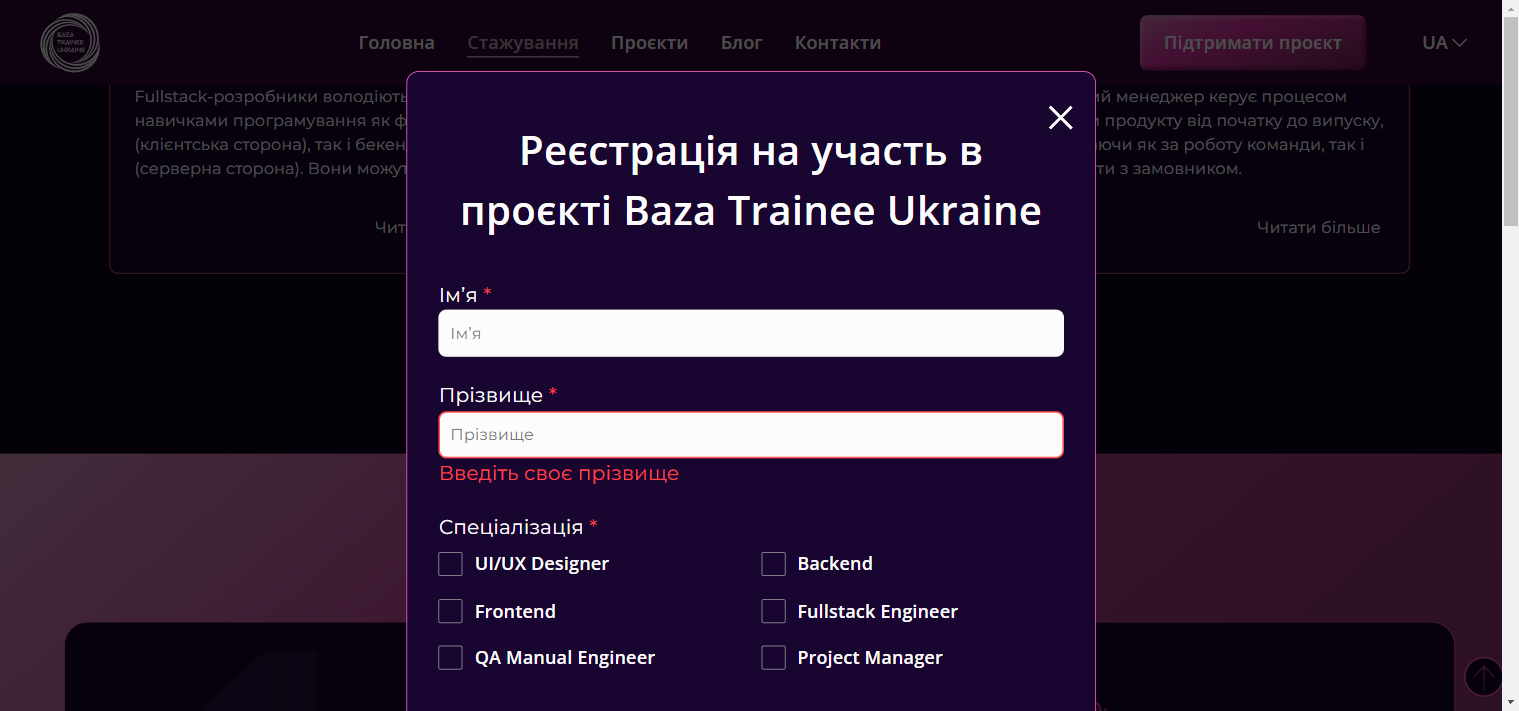 BAZA
TRAINEE
UKRAINE
Головна
Стажування
Проєкти
Блог
Контакти
Підтримати проєкт
UA
Fullstack-розробники володіють
навичками програмування як ф
(клієнтська сторона), так і бекен
(серверна сторона). Вони можут
Чит
ий менеджер керує процесом
и продукту від початку до випуску,
ючи як за роботу команди, так і
ти з замовником.
Читати більше
Реєстрація на участь в
проєкті Baza Trainee Ukraine
Ім’я *
Ім’я
Прізвище *
Прізвище
Введіть своє прізвище
Спеціалізація *
UI/UX Designer
Backend
Frontend
Fullstack Engineer
QA Manual Engineer
Project Manager